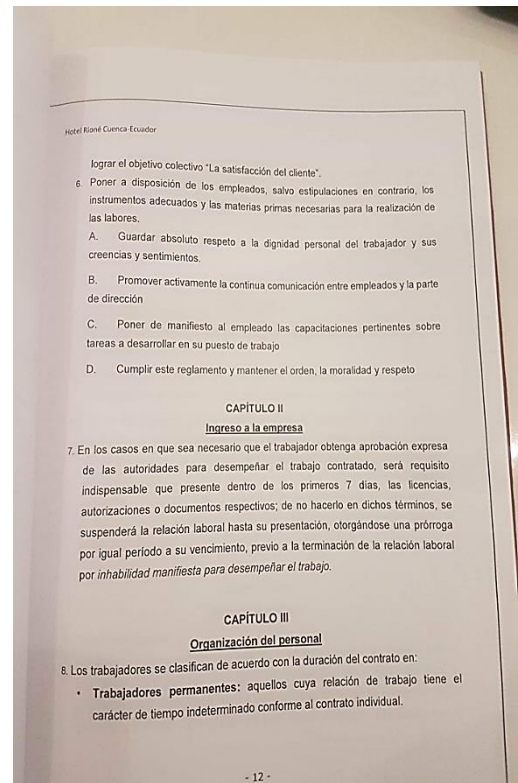 Hotel Rioné Cuenca-Ecuador
lograr el objetivo colectivo "La satisfacción del cliente".
6. Poner a disposición de los empleados, salvo estipulaciones en contrario, los
instrumentos adecuados y las materias primas necesarias para la realización de
las labores.
A. Guardar absoluto respeto a la dignidad personal del trabajador y sus
creencias y sentimientos.
B. Promover activamente la continua comunicación entre empleados y la parte
de dirección
C. Poner de manifiesto al empleado las capacitaciones pertinentes sobre
tareas a desarrollar en su puesto de trabajo
D. Cumplir este reglamento y mantener el orden, la moralidad y respeto
CAPÍTULO II
Ingreso a la empresa
7. En los casos en que sea necesario que el trabajador obtenga aprobación expresa
de las autoridades para desempeñar el trabajo contratado, será requisito
indispensable que presente dentro de los primeros 7 días, las licencias,
autorizaciones o documentos respectivos; de no hacerlo en dichos términos, se
suspenderá la relación laboral hasta su presentación, otorgándose una prórroga
por igual período a su vencimiento, previo a la terminación de la relación laboral
por inhabilidad manifiesta para desempeñar el trabajo.
CAPÍTULO III
Organización del personal
8. Los trabajadores se clasifican de acuerdo con la duración del contrato en:
• Trabajadores permanentes: aquellos cuya relación de trabajo tiene el
carácter de tiempo indeterminado conforme al contrato individual.
- 12 -